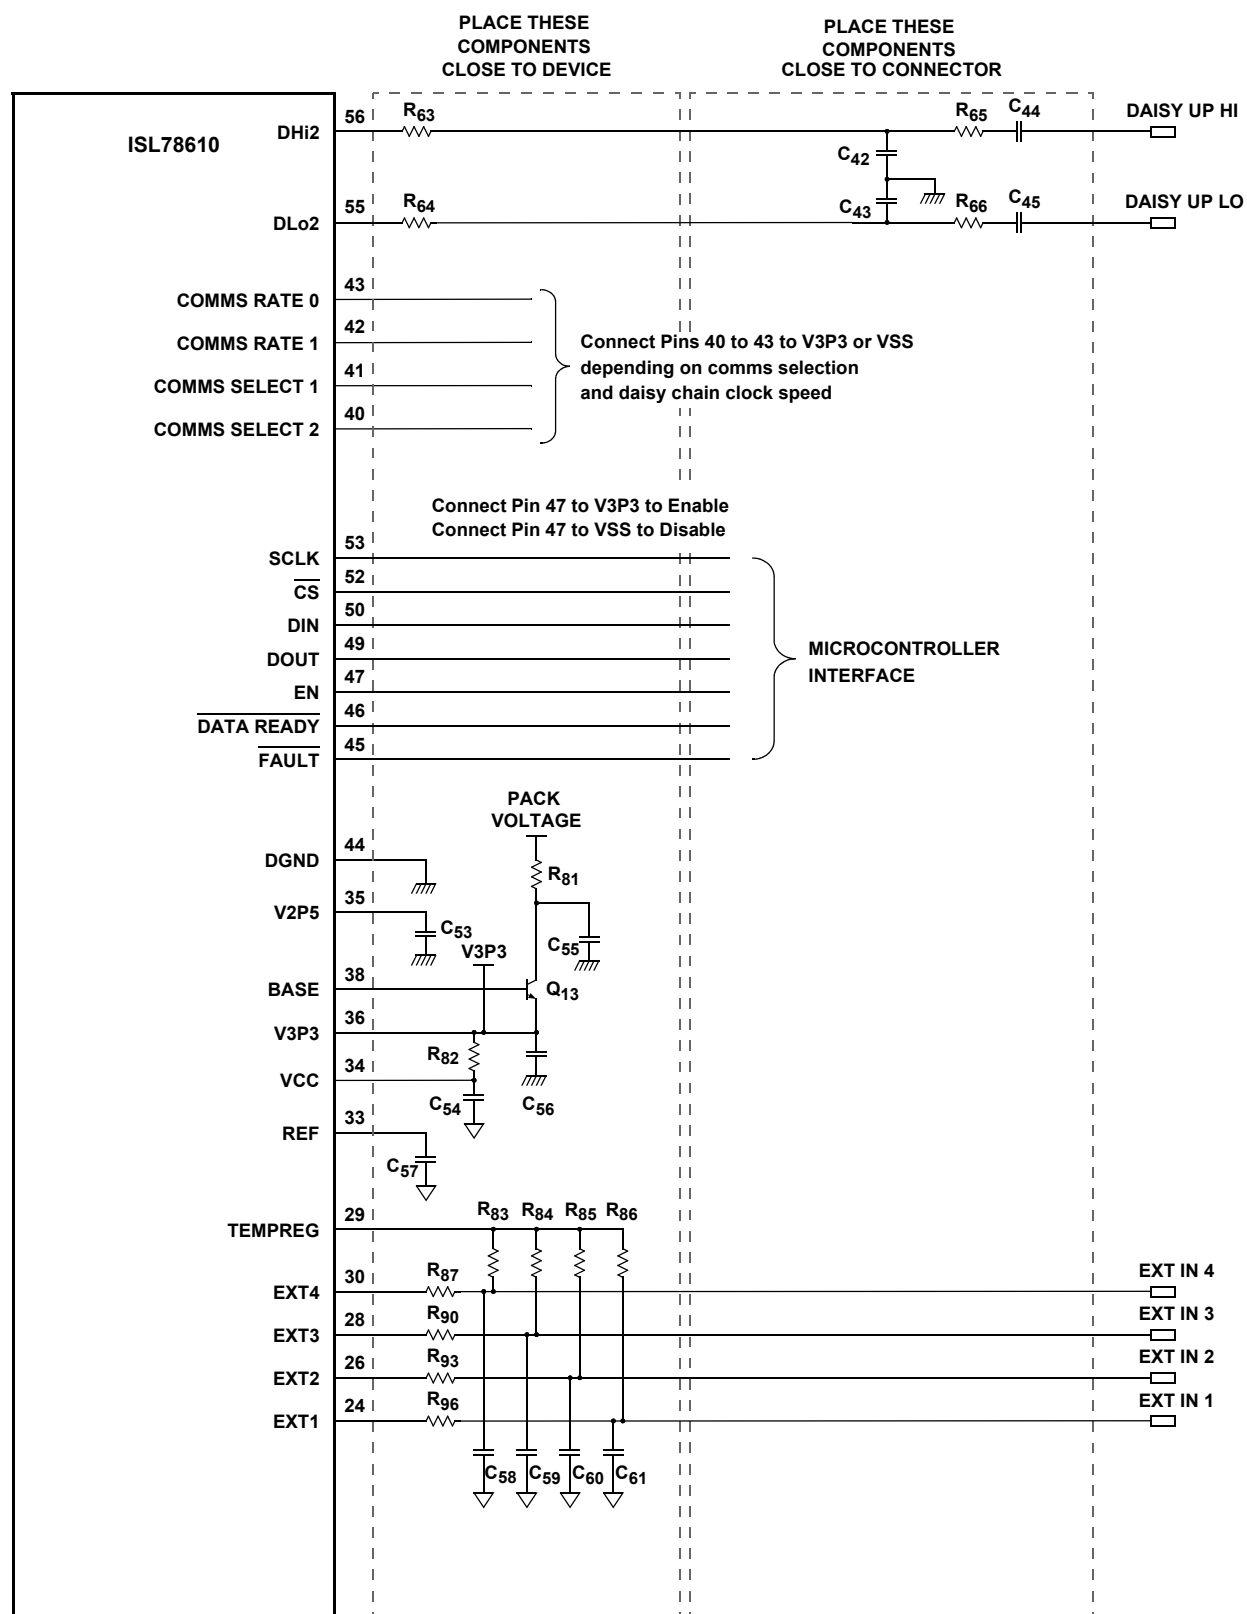 PLACE THESE
COMPONENTS
CLOSE TO DEVICE
PLACE THESE
COMPONENTS
CLOSE TO CONNECTOR
ISL78610
DHi2 56 R63 C42 R65 C44 DAISY UP HI
DLo2 55 R64 C43 R66 C45 DAISY UP LO
COMMS RATE 0 43
COMMS RATE 1 42
COMMS SELECT 1 41
COMMS SELECT 2 40
Connect Pins 40 to 43 to V3P3 or VSS
depending on comms selection
and daisy chain clock speed
Connect Pin 47 to V3P3 to Enable
Connect Pin 47 to VSS to Disable
SCLK 53
CS 52
DIN 50
DOUT 49
EN 47
DATA READY 46
FAULT 45
MICROCONTROLLER
INTERFACE
PACK
VOLTAGE
R81
DGND 44
V2P5 35 C53
C55
V3P3
BASE 38 Q13
V3P3 36
R82
VCC 34
C54 C56
REF 33
C57
TEMPREG 29 R83 R84 R85 R86
EXT4 30 R87 EXT IN 4
EXT3 28 R90 EXT IN 3
EXT2 26 R93 EXT IN 2
EXT1 24 R96 EXT IN 1
C58 C59 C60 C61